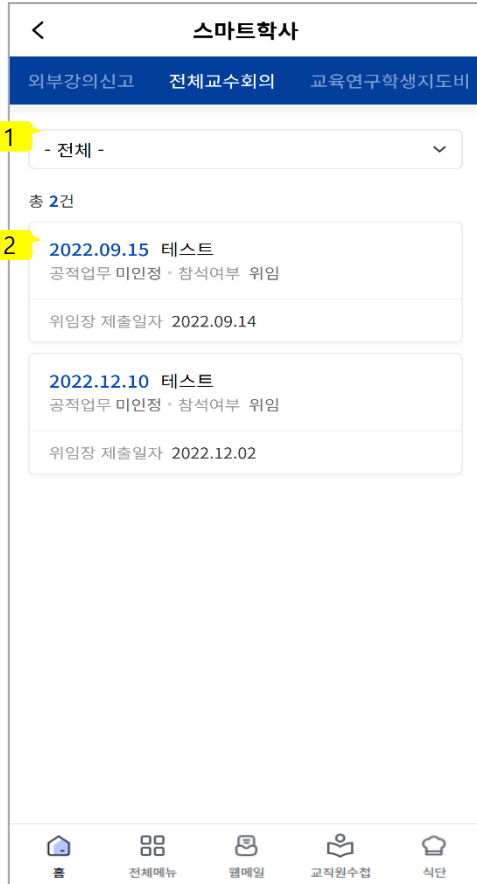 스마트학사
외부강의신고 전체교수회의 교육연구학생지도비
1
- 전체 -
총 2건
2
2022.09.15 테스트
공적업무 미인정 • 참석여부 위임
위임장 제출일자 2022.09.14
2022.12.10 테스트
공적업무 미인정 • 참석여부 위임
위임장 제출일자 2022.12.02
홈 전체메뉴 웹메일 교직원수첩 식단